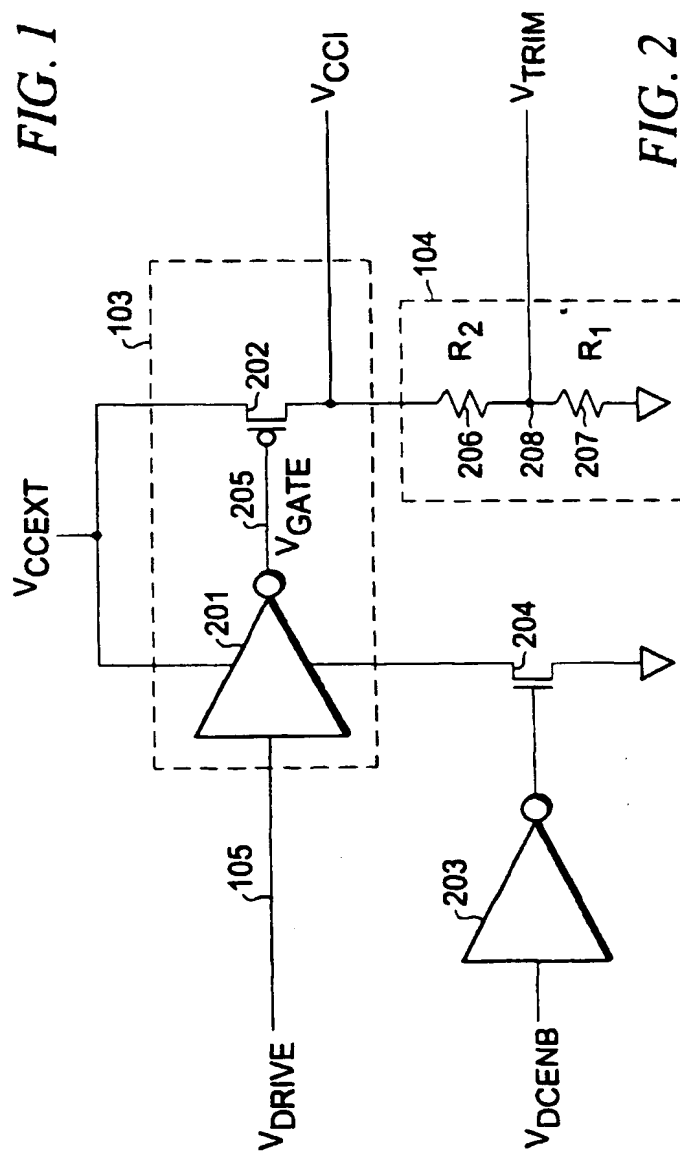 FIG. 1
V_CCEXT
103
201
202
205
V_GATE
V_DRIVE
105
V_CCI
104
R_2
206
208
V_TRIM
R_1
207
204
203
V_DCENB
FIG. 2